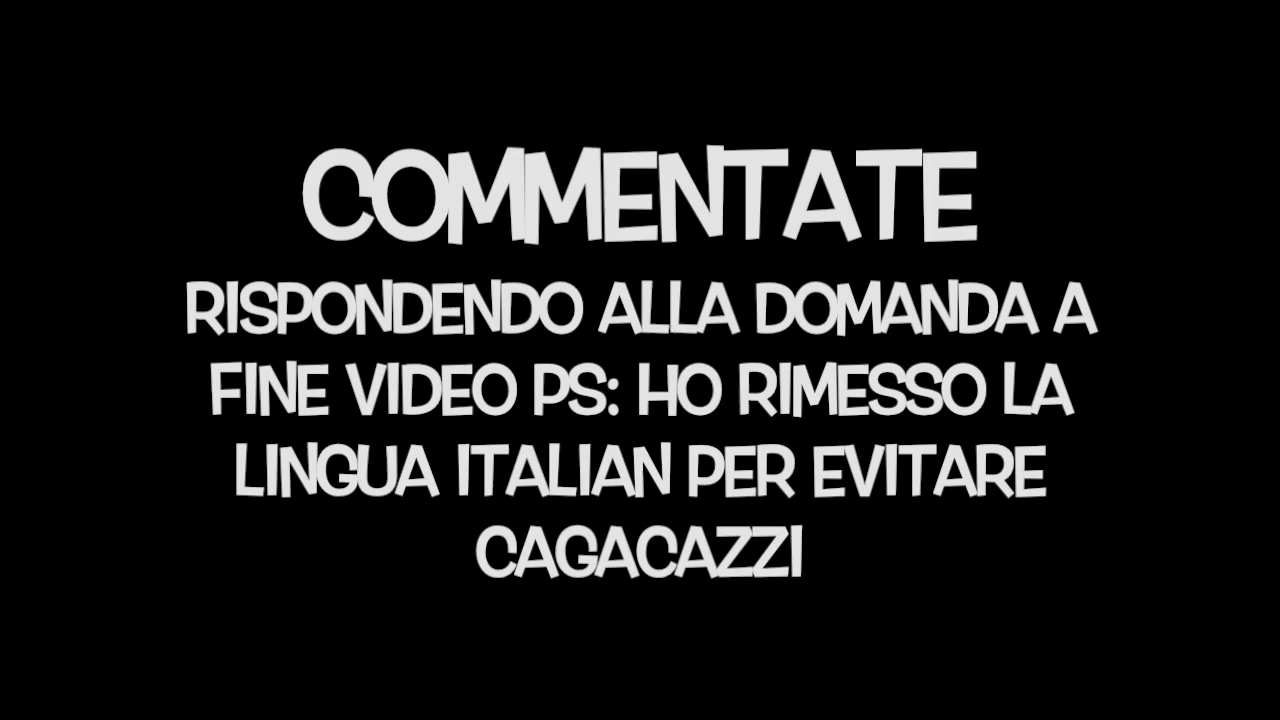 COMMENTATE
RISPONDENDO ALLA DOMANDA A
FINE VIDEO PS: HO RIMESSO LA
LINGUA ITALIAN PER EVITARE
CAGACAZZI